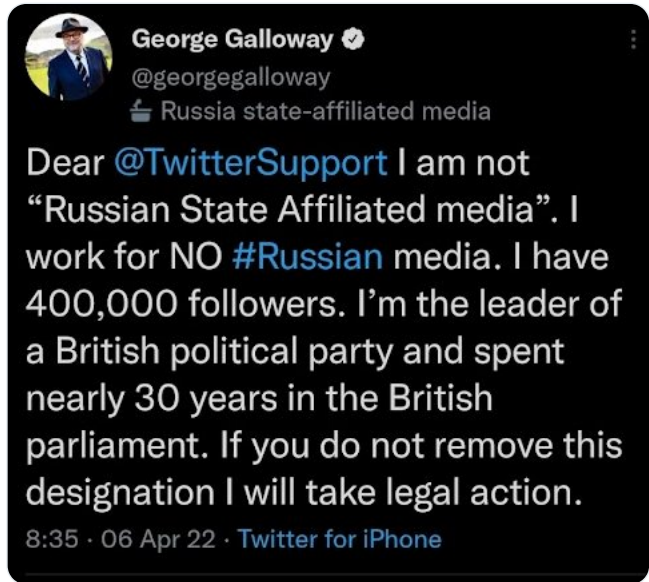 George Galloway
@georgegalloway
Russia state-affiliated media
Dear @TwitterSupport I am not
“Russian State Affiliated media”. I
work for NO #Russian media. I have
400,000 followers. I’m the leader of
a British political party and spent
nearly 30 years in the British
parliament. If you do not remove this
designation I will take legal action.
8:35 · 06 Apr 22 · Twitter for iPhone